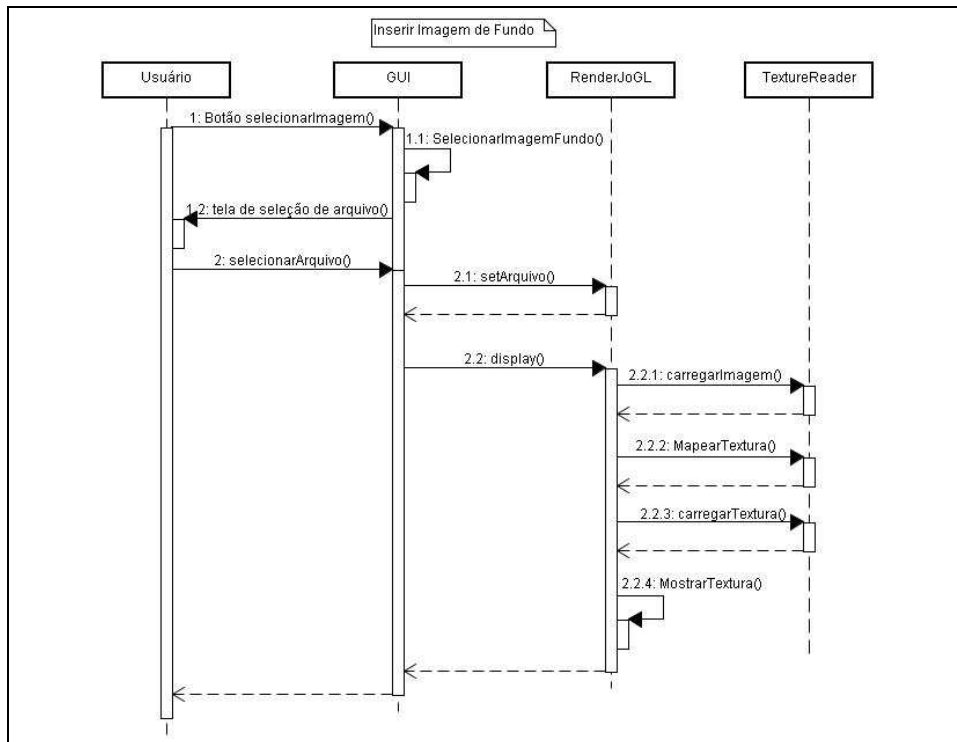 Inserir Imagem de Fundo
Usuário
GUI
RenderJoGL
TextureReader
1: Botão selecionarImagem()
1.1: SelecionarImagemFundo()
1.2: tela de seleção de arquivo()
2: selecionarArquivo()
2.1: setArquivo()
2.2: display()
2.2.1: carregarImagem()
2.2.2: MapearTextura()
2.2.3: carregarTextura()
2.2.4: MostrarTextura()